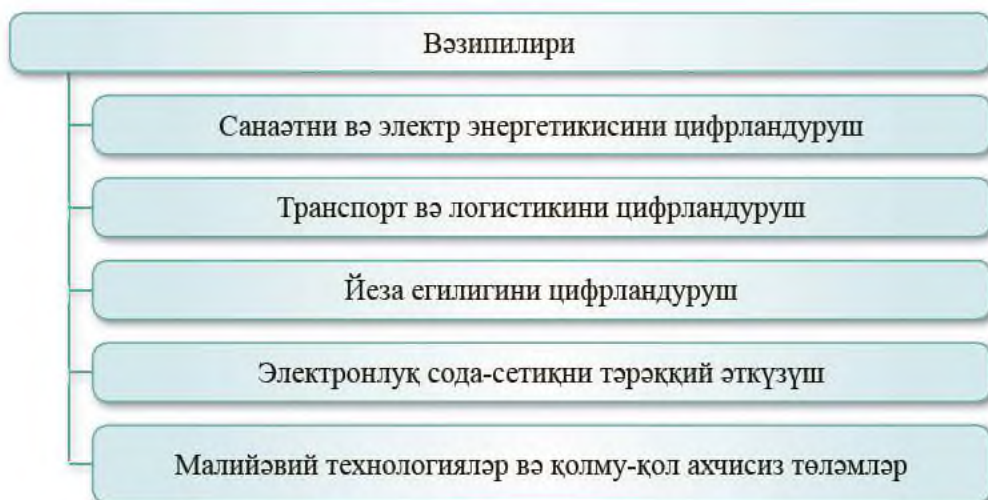 Вәзипилири
Санаәтни вә электр энергетикисини цифрландуруш
Транспорт вә логистикини цифрландуруш
Йеза егилигини цифрландуруш
Электронлуқ сода-сетиқни тәрәққий әткүзүш
Малийәвий технологияләр вә қолму-қол ахчисиз төләмләр